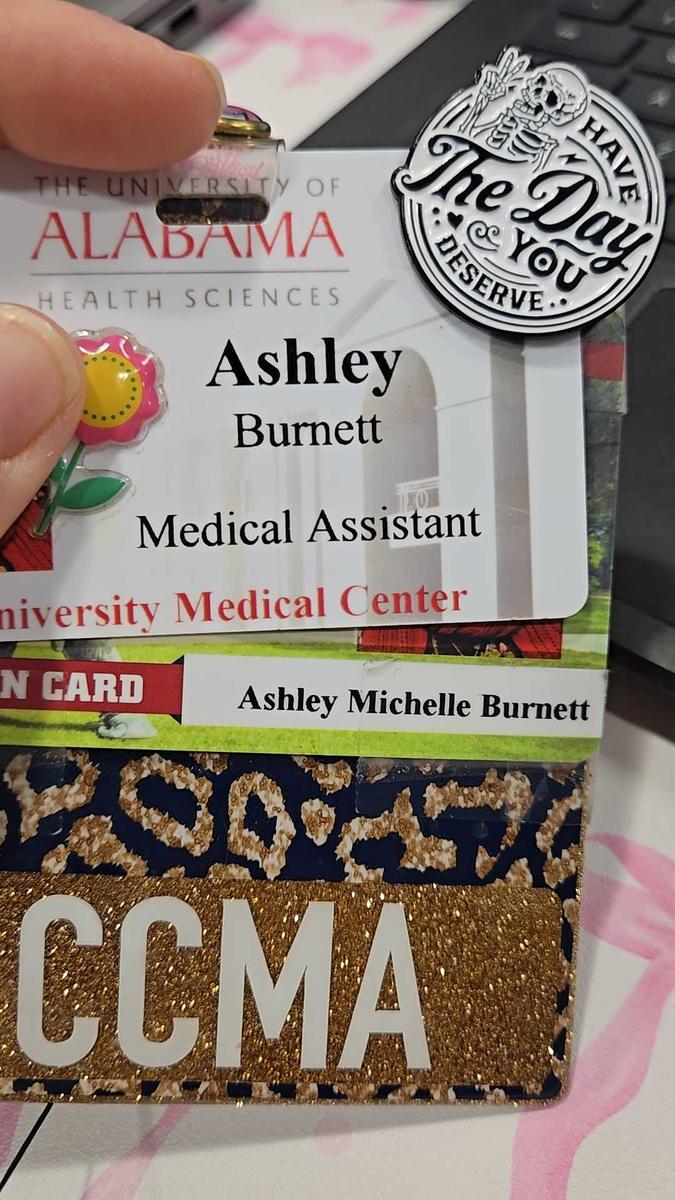 THE UNIVERSITY OF
ALABAMA
HEALTH SCIENCES
HAVE
The Day
YOU
DESERVE
Ashley
Burnett
Medical Assistant
niversity Medical Center
N CARD
Ashley Michelle Burnett
CCMA